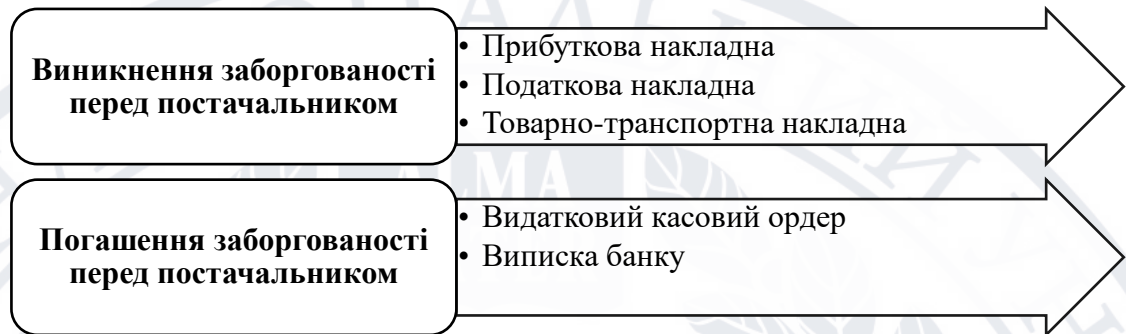 Виникнення заборгованості
перед постачальником
• Прибуткова накладна
• Податкова накладна
• Товарно-транспортна накладна
Погашення заборгованості
перед постачальником
• Видатковий касовий ордер
• Виписка банку
ALMA